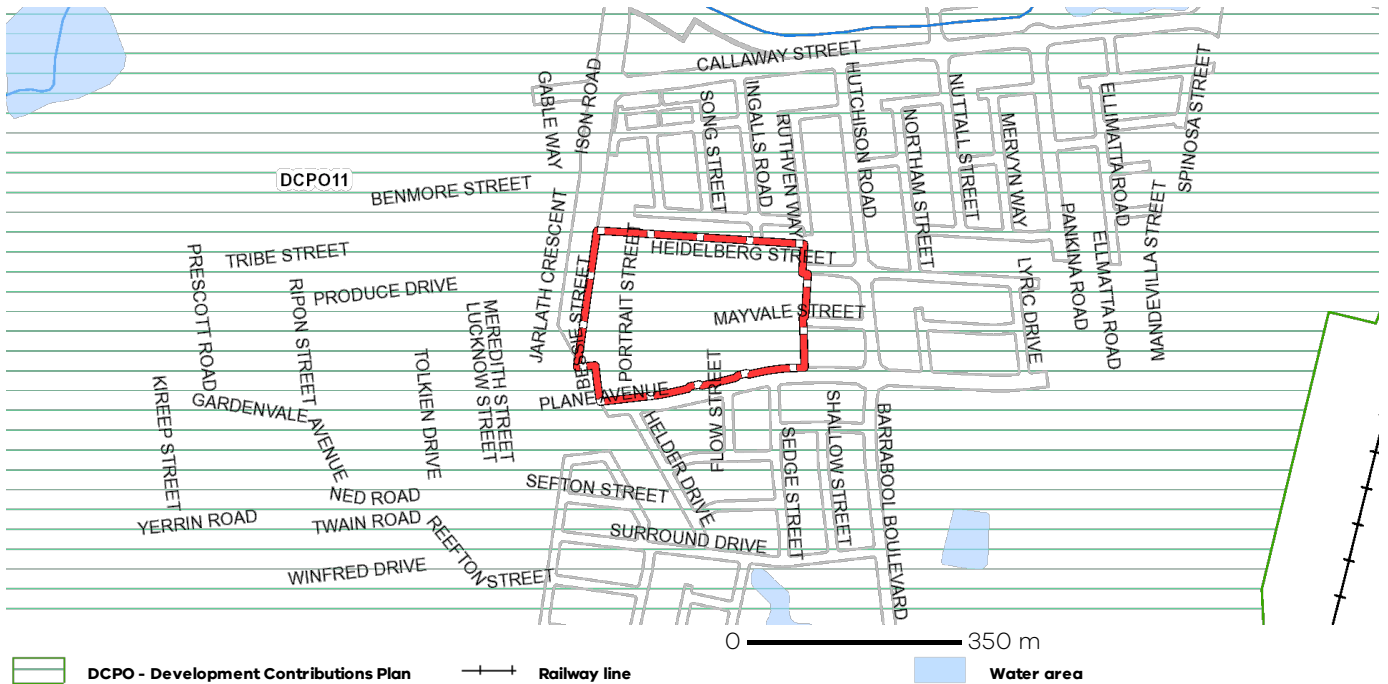 CALLAWAY STREET
GABLE WAY
ISON ROAD
SONG STREET
INGALLS ROAD
RUTHVEN WAY
HUTCHISON ROAD
NORTHAM STREET
NUTTALL STREET
MERVYN WAY
ELLIMATTA ROAD
SPINOSA STREET
DCPO11
BENMORE STREET
JARLATH CRESCENT
TRIBE STREET
PRESCOTT ROAD
RIPON STREET
PRODUCE DRIVE
MEREDITH STREET
LUCKNOW STREET
BESSIE STREET
PORTRAIT STREET
HEIDELBERG STREET
MAYVALE STREET
LYRIC DRIVE
PANKINA ROAD
ELLMATTA ROAD
MANDEVILLA STREET
KIREEP STREET
GARDENVALE AVENUE
TOLKIEN DRIVE
PLANE AVENUE
FLOW STREET
HELDER DRIVE
SEDGE STREET
SHALLOW STREET
BARRABOOL BOULEVARD
SEFTON STREET
NED ROAD
YERRIN ROAD
TWAIN ROAD
REEFTON STREET
SURROUND DRIVE
WINFRED DRIVE
0 350 m
DCPO - Development Contributions Plan
Railway line
Water area